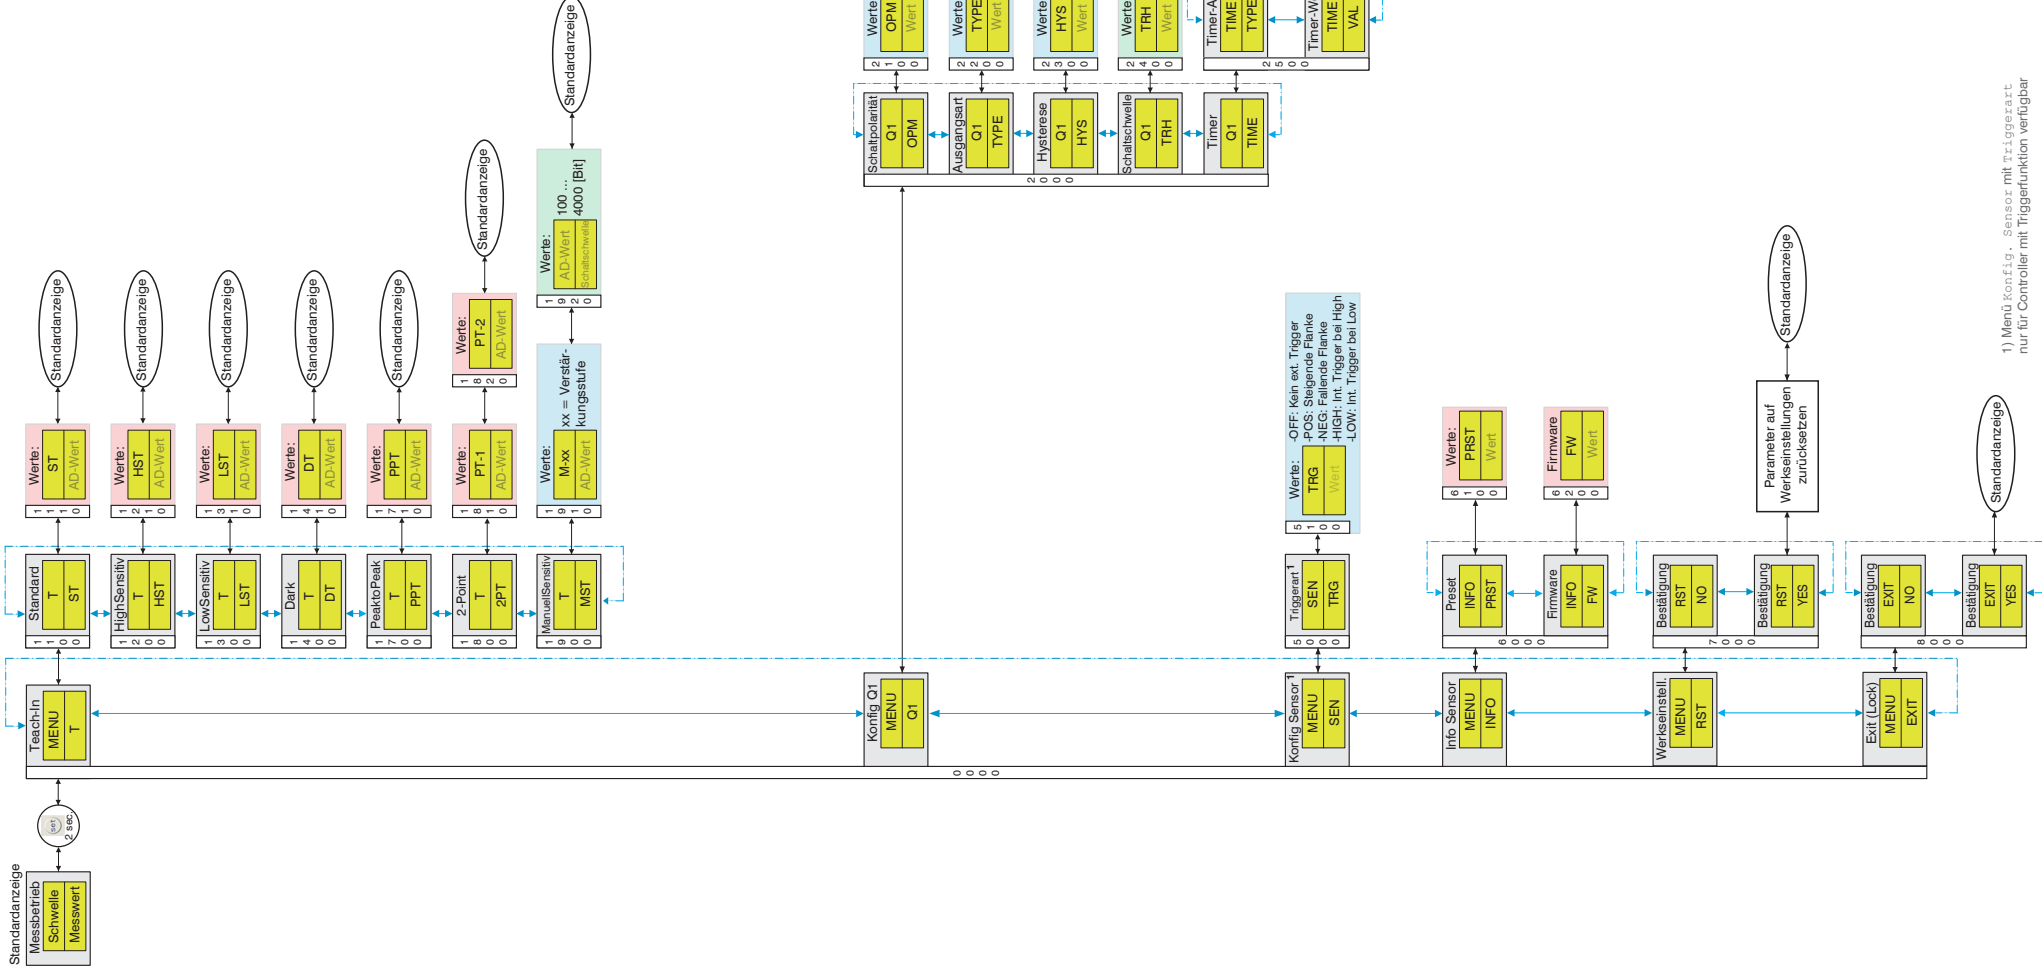 Standardanzeige
Messbetrieb
Schwelle
Messwert
set
2 sec.
0 0 0 0
Teach-In
MENU
T
Standard
T
ST
1 1 0 0
Werte:
ST
AD-Wert
1 1 1 0
Standardanzeige
HighSensitiv
T
HST
1 2 0 0
Werte:
HST
AD-Wert
1 2 1 0
Standardanzeige
LowSensitiv
T
LST
1 3 0 0
Werte:
LST
AD-Wert
1 3 1 0
Standardanzeige
Dark
T
DT
1 4 0 0
Werte:
DT
AD-Wert
1 4 1 0
Standardanzeige
PeaktoPeak
T
PPT
1 7 0 0
Werte:
PPT
AD-Wert
1 7 1 0
Standardanzeige
2-Point
T
2PT
1 8 0 0
Werte:
PT-1
AD-Wert
1 8 1 0
Werte:
PT-2
AD-Wert
1 8 2 0
Standardanzeige
ManuellSensitiv
T
MST
1 9 0 0
Werte:
M-xx
AD-Wert
xx = Verstär-
kungsstufe
1 9 1 0
Werte:
AD-Wert
Schaltschwelle
100 ...
4000 [Bit]
1 9 2 0
Standardanzeige
Konfig Q1
MENU
Q1
2 0 0 0
Schaltpolarität
Q1
OPM
Werte
OPM
Wert
2 1 0 0
Ausgangsart
Q1
TYPE
Werte
TYPE
Wert
2 2 0 0
Hysterese
Q1
HYS
Werte
HYS
Wert
2 3 0 0
Schaltschwelle
Q1
TRH
Werte
TRH
Wert
2 4 0 0
Timer
Q1
TIME
2 5 0 0
Timer-A
TIME
TYPE
Timer-W
TIME
VAL
Konfig Sensor 1
MENU
SEN
Triggerart 1
SEN
TRG
5 0 0 0
Werte:
TRG
Wert
5 1 0 0
-OFF: Kein ext. Trigger
-POS: Steigende Flanke
-NEG: Fallende Flanke
-HIGH: Int. Trigger bei High
-LOW: Int. Trigger bei Low
Info Sensor
MENU
INFO
6 0 0 0
Preset
INFO
PRST
Werte:
PRST
Wert
6 1 0 0
Firmware
INFO
FW
Firmware
FW
Wert
6 2 0 0
Werkseinstell.
MENU
RST
7 0 0 0
Bestätigung
RST
NO
Bestätigung
RST
YES
Parameter auf
Werkseinstellungen
zurücksetzen
Standardanzeige
Exit (Lock)
MENU
EXIT
8 0 0 0
Bestätigung
EXIT
NO
Bestätigung
EXIT
YES
Standardanzeige
1) Menü Konfig. Sensor mit Triggerart
nur für Controller mit Triggerfunktion verfügbar